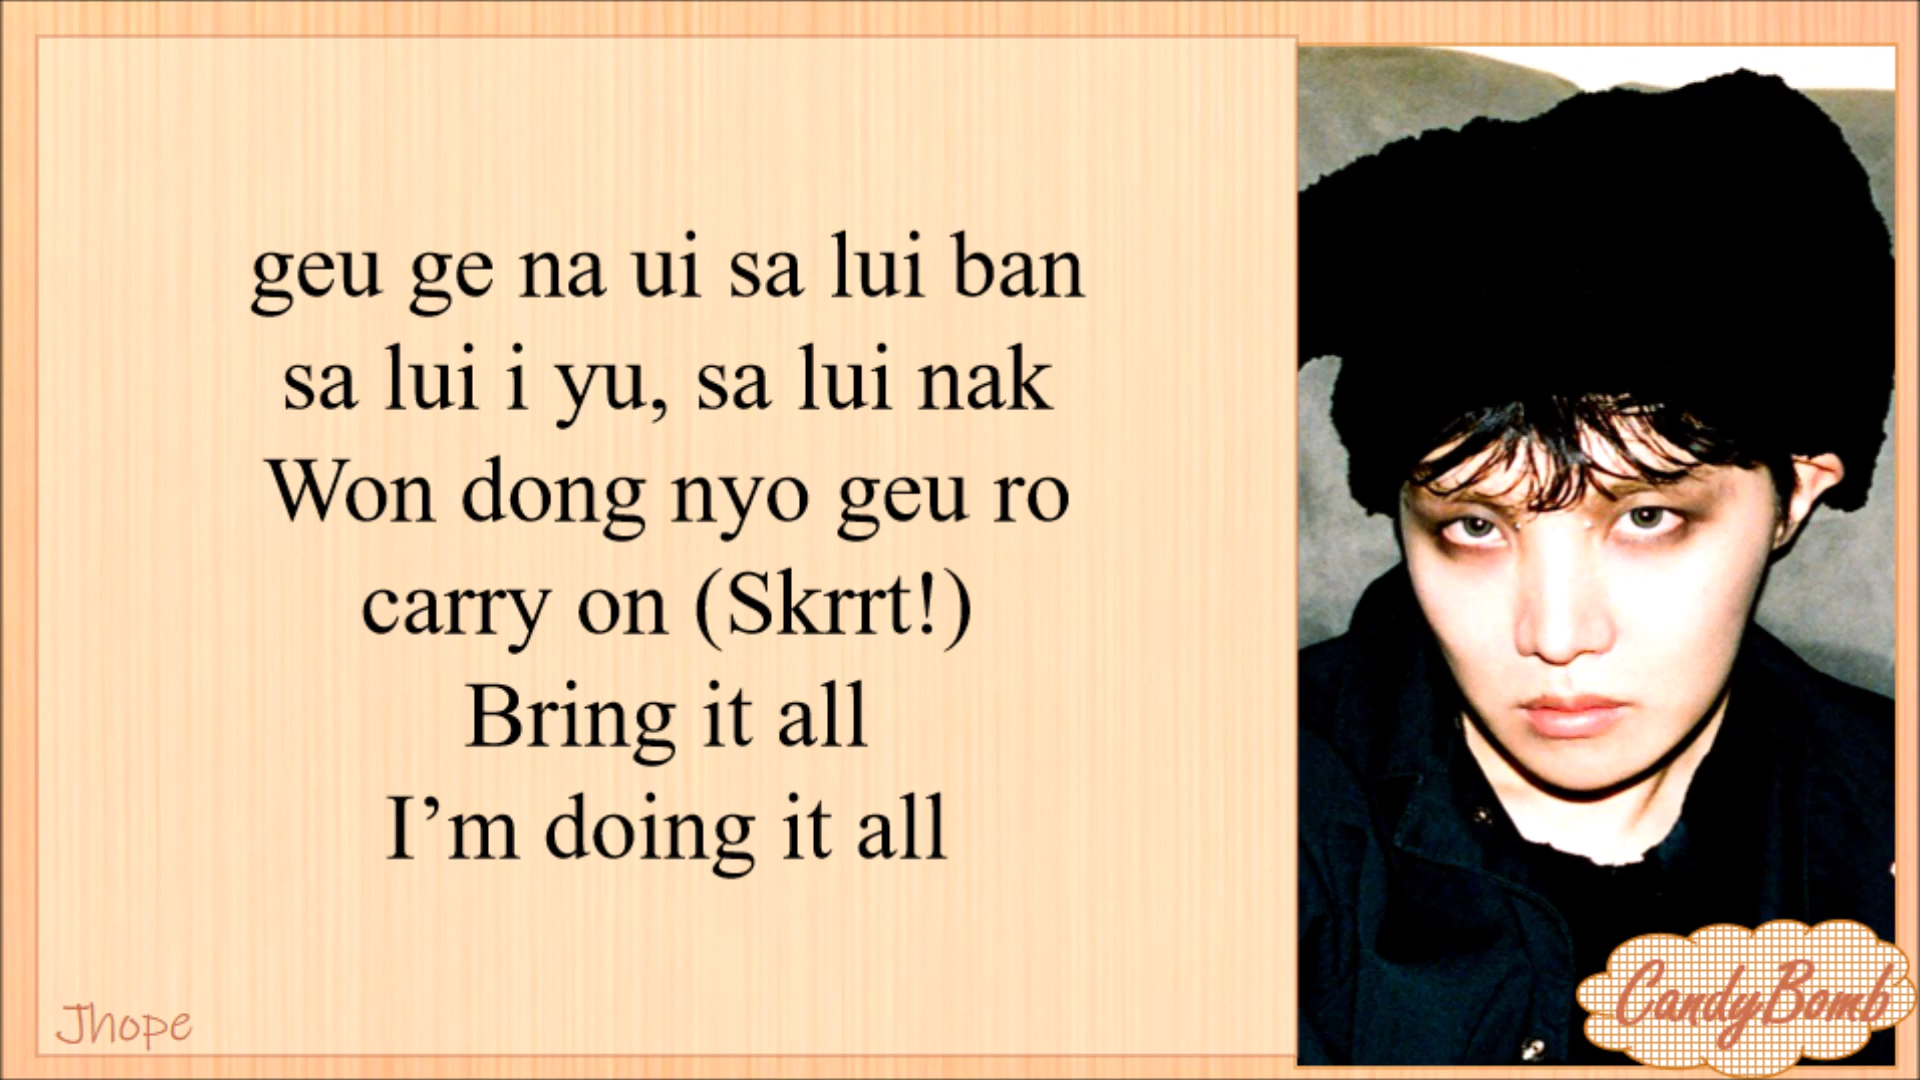 geu ge na ui sa lui ban
sa lui i yu, sa lui nak
Won dong nyo geu ro
carry on (Skrrt!)
Bring it all
I’m doing it all
Jhope
CandyBomb